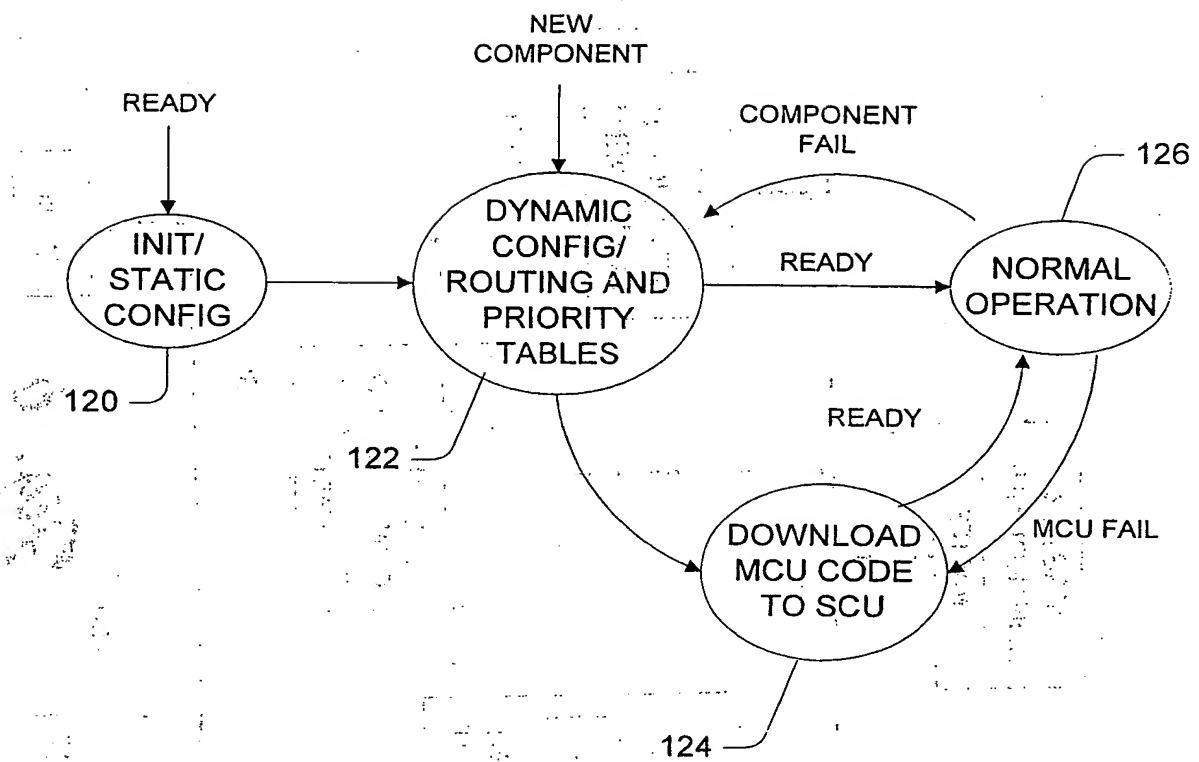 NEW
COMPONENT
READY
COMPONENT
FAIL
126
INIT/
STATIC
CONFIG
DYNAMIC
CONFIG/
ROUTING AND
PRIORITY
TABLES
READY
NORMAL
OPERATION
120
122
READY
DOWNLOAD
MCU CODE
TO SCU
MCU FAIL
124